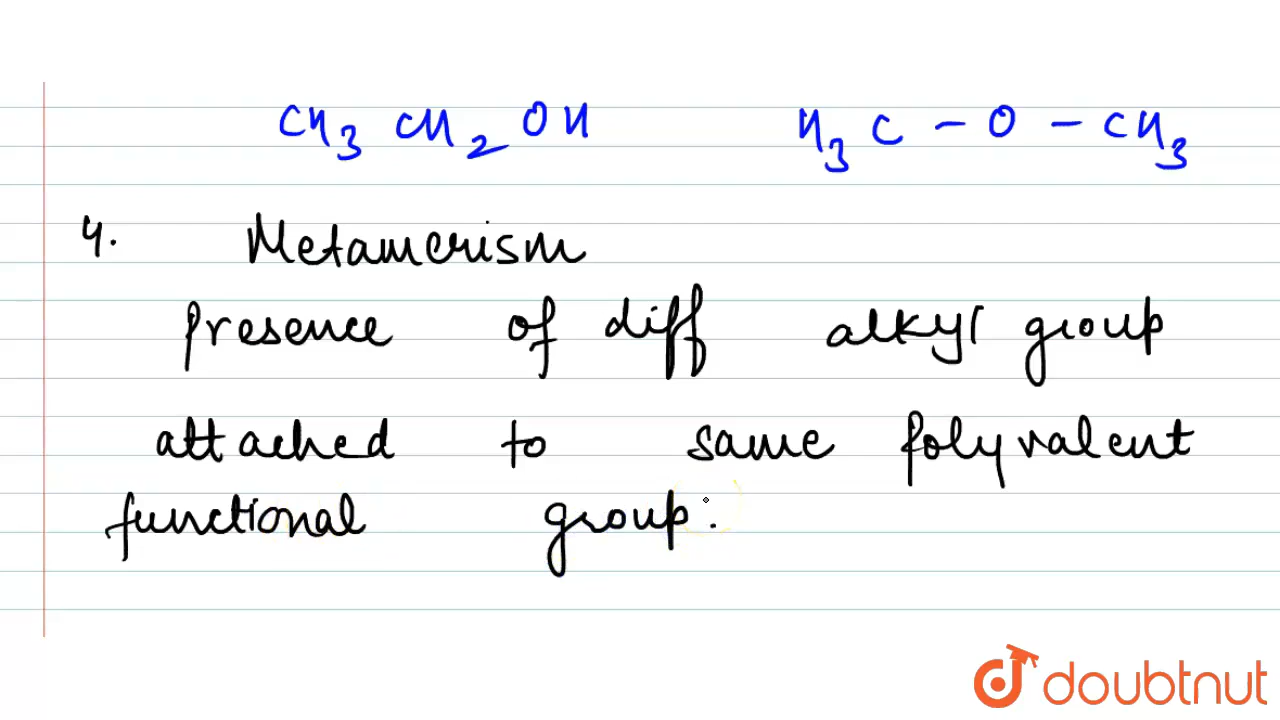 CH3 CH2 OH H3C - O - CH3
4. Metamerism
presence of diff alkyl group
attached to same polyvalent
functional group:
doubtnut